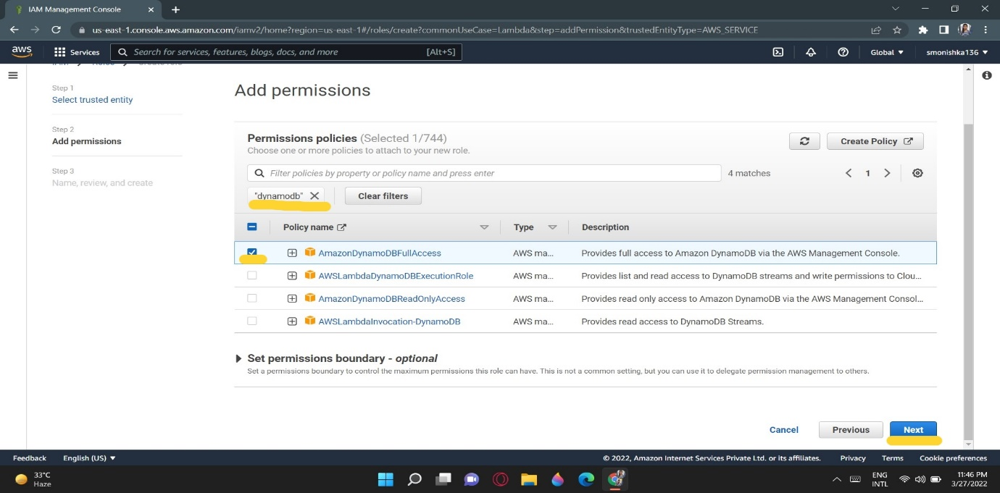 IAM Management Console
us-east-1.console.aws.amazon.com/iamv2/home?region=us-east-1#/roles/create?commonUseCase=Lambda&step=addPermission&trustedEntityType=AWS_SERVICE
aws
Services
Search for services, features, blogs, docs, and more
[Alt+S]
Global
smonishka136
IAM
Roles
Create role
Step 1
Select trusted entity
Step 2
Add permissions
Step 3
Name, review, and create
Add permissions
Permissions policies (Selected 1/744)
Choose one or more policies to attach to your new role.
Create Policy
Filter policies by property or policy name and press enter
4 matches
1
"dynamodb"
Clear filters
Policy name
Type
Description
AmazonDynamoDBFullAccess
AWS ma...
Provides full access to Amazon DynamoDB via the AWS Management Console.
AWSLambdaDynamoDBExecutionRole
AWS ma...
Provides list and read access to DynamoDB streams and write permissions to Clou...
AmazonDynamoDBReadOnlyAccess
AWS ma...
Provides read only access to Amazon DynamoDB via the AWS Management Consol...
AWSLambdaInvocation-DynamoDB
AWS ma...
Provides read access to DynamoDB Streams.
Set permissions boundary - optional
Set a permissions boundary to control the maximum permissions this role can have. This is not a common setting, but you can use it to delegate permission management to others.
Cancel
Previous
Next
Feedback
English (US)
© 2022, Amazon Internet Services Private Ltd. or its affiliates.
Privacy
Terms
Cookie preferences
33°C
Haze
ENG
INTL
11:46 PM
3/27/2022